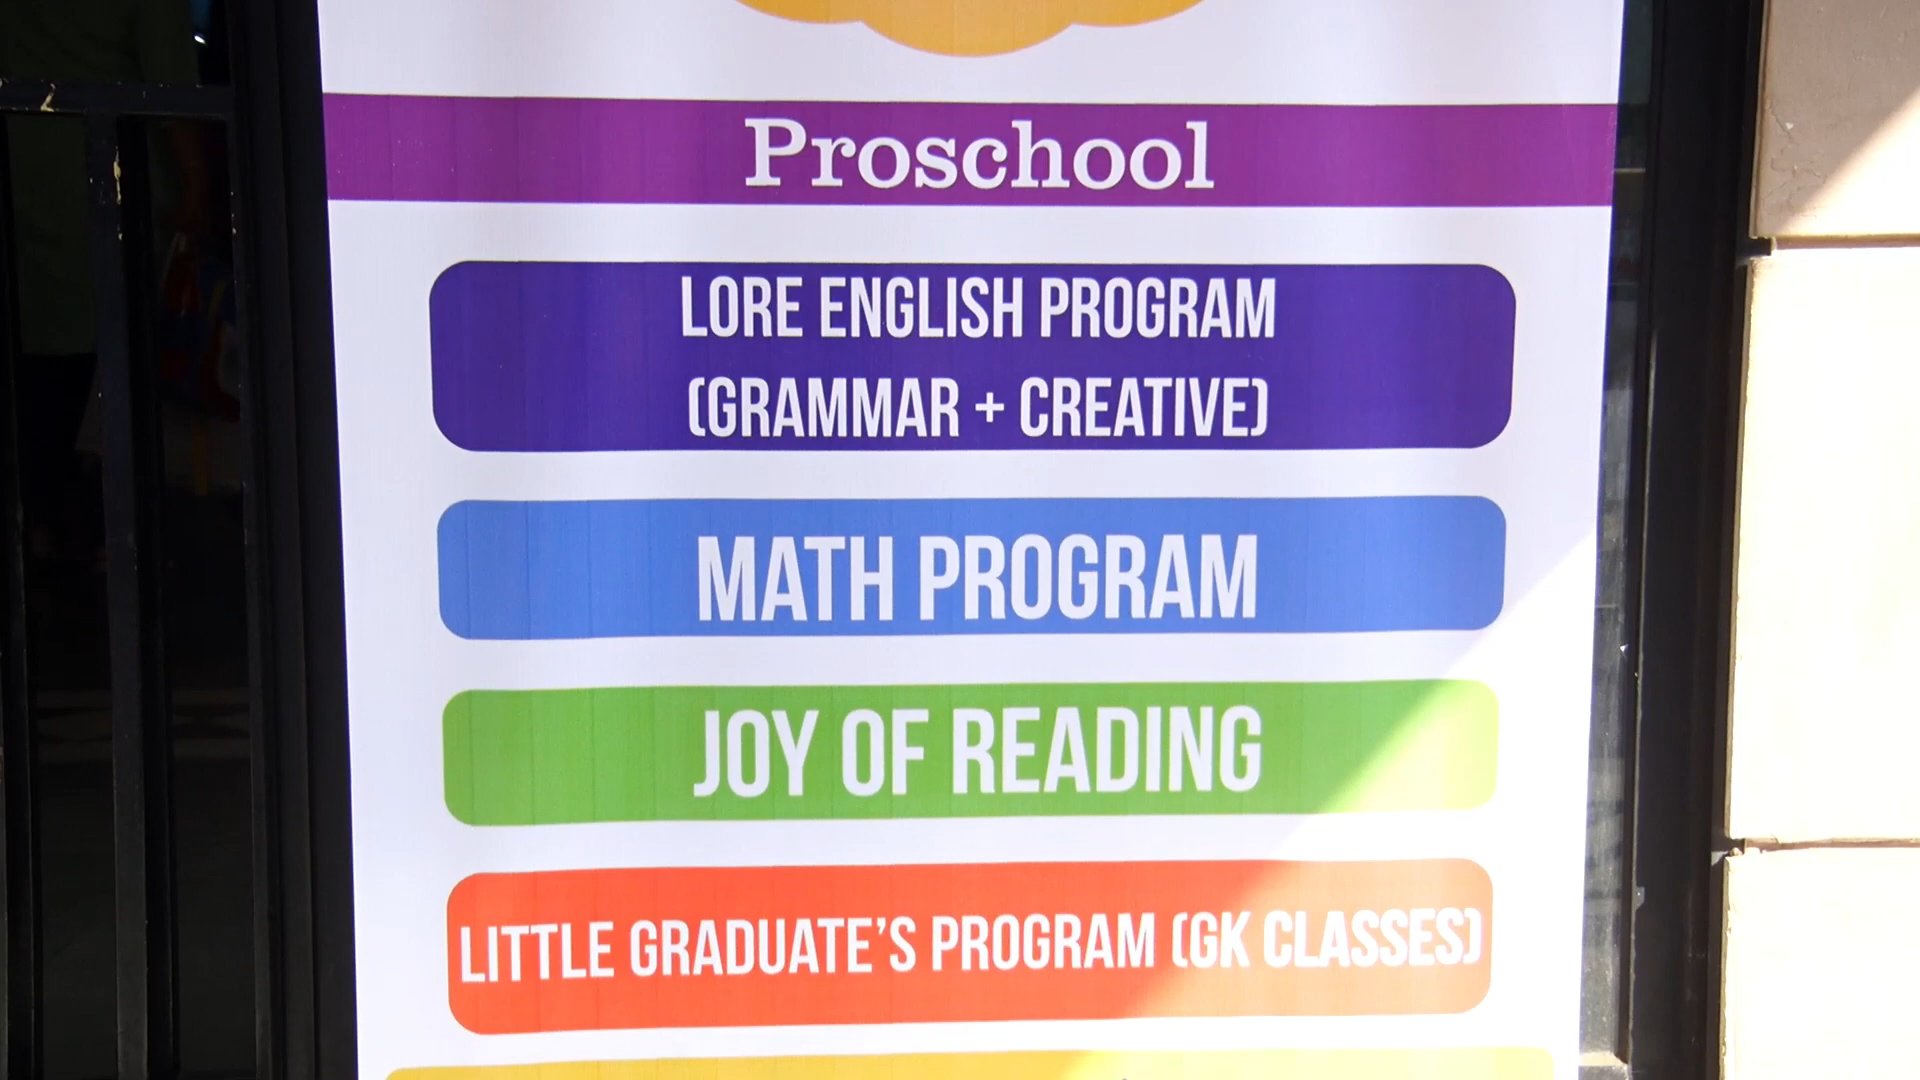 Proschool
LORE ENGLISH PROGRAM
(GRAMMAR + CREATIVE)
MATH PROGRAM
JOY OF READING
LITTLE GRADUATE'S PROGRAM (GK CLASSES)